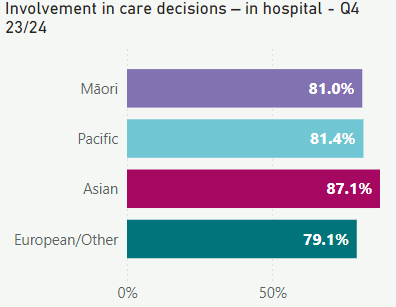 Involvement in care decisions – in hospital - Q4
23/24
Māori 81.0%
Pacific 81.4%
Asian 87.1%
European/Other 79.1%
0% 50%